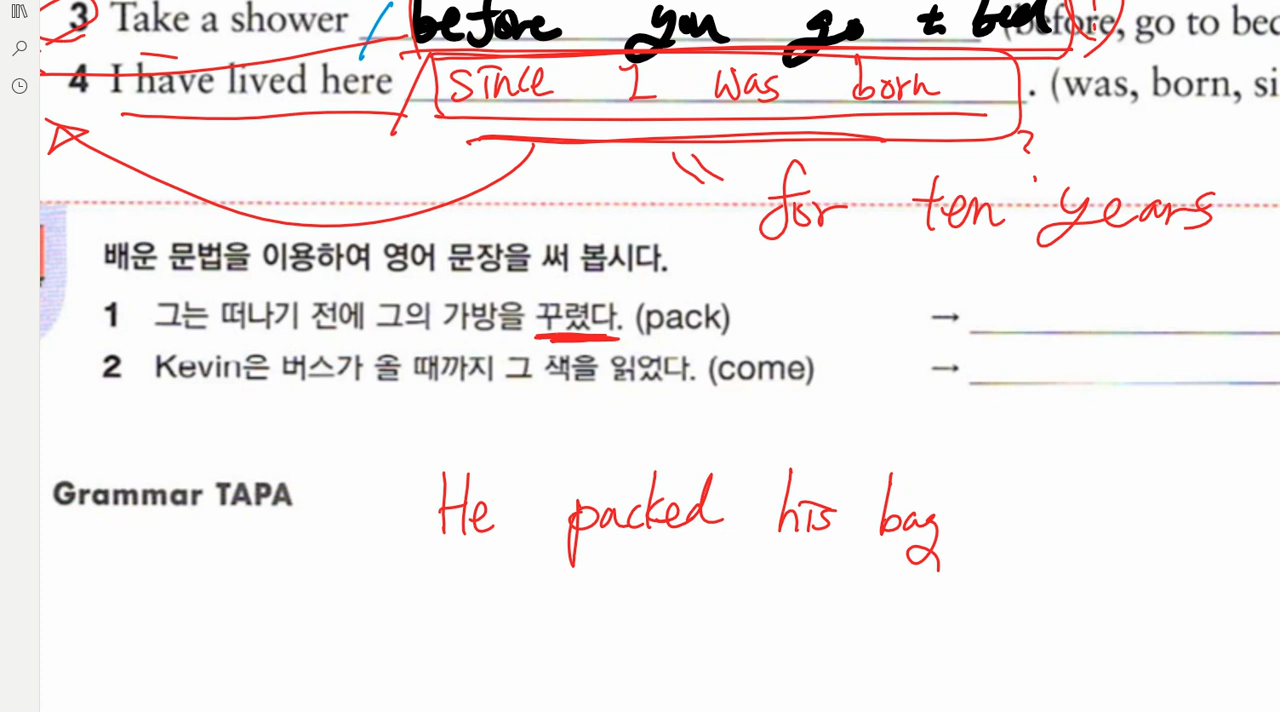 3 Take a shower before you go to bed (before, go to bed
4 I have lived here since I was born. (was, born, si
for ten years
배운 문법을 이용하여 영어 문장을 써 봅시다.
1 그는 떠나기 전에 그의 가방을 꾸렸다. (pack) →
2 Kevin은 버스가 올 때까지 그 책을 읽었다. (come) →
Grammar TAPA He packed his bag